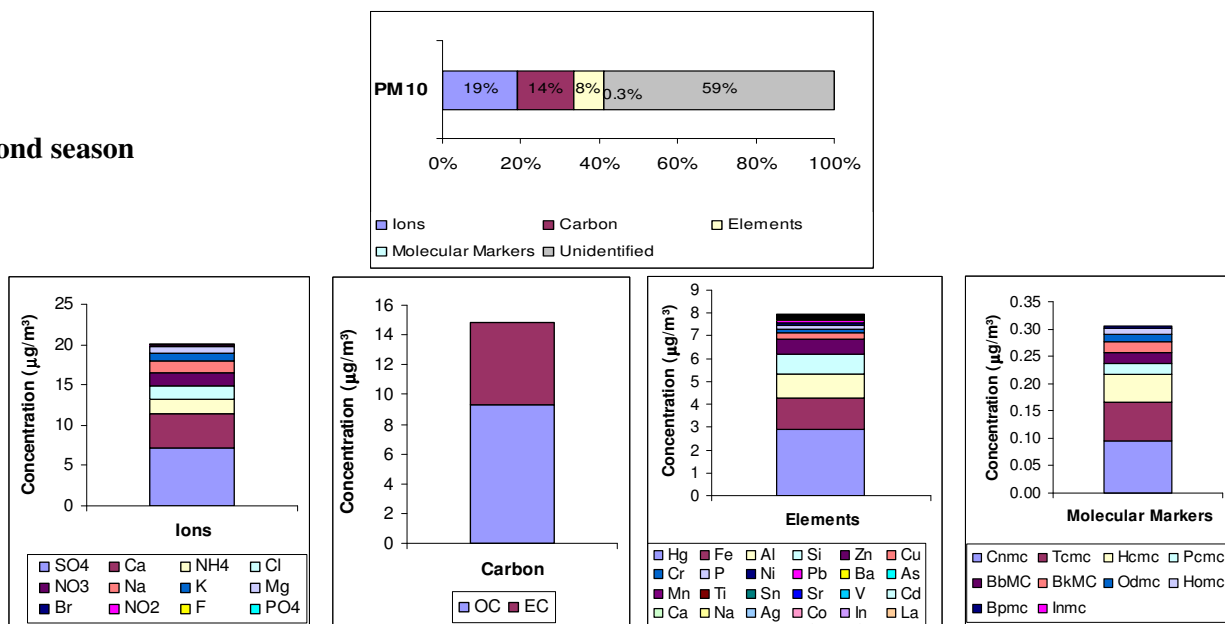 ond season
PM10
19%
14%
8%
0.3%
59%
0% 20% 40% 60% 80% 100%
Ions Carbon Elements
Molecular Markers Unidentified
Concentration (µg/m³)
25
20
15
10
5
0
Ions
SO4 Ca NH4 Cl
NO3 Na K Mg
Br NO2 F PO4
Concentration (µg/m³)
16
14
12
10
8
6
4
2
0
Carbon
OC EC
Concentration (µg/m³)
9
8
7
6
5
4
3
2
1
0
Elements
Hg Fe Al Si Zn Cu
Cr P Ni Pb Ba As
Mn Ti Sn Sr V Cd
Ca Na Ag Co In La
Concentration (µg/m³)
0.35
0.30
0.25
0.20
0.15
0.10
0.05
0.00
Molecular Markers
Cnmc Tcmc Hcmc Pcmc
BbMC BkMC Odmc Homc
Bpmc Inmc